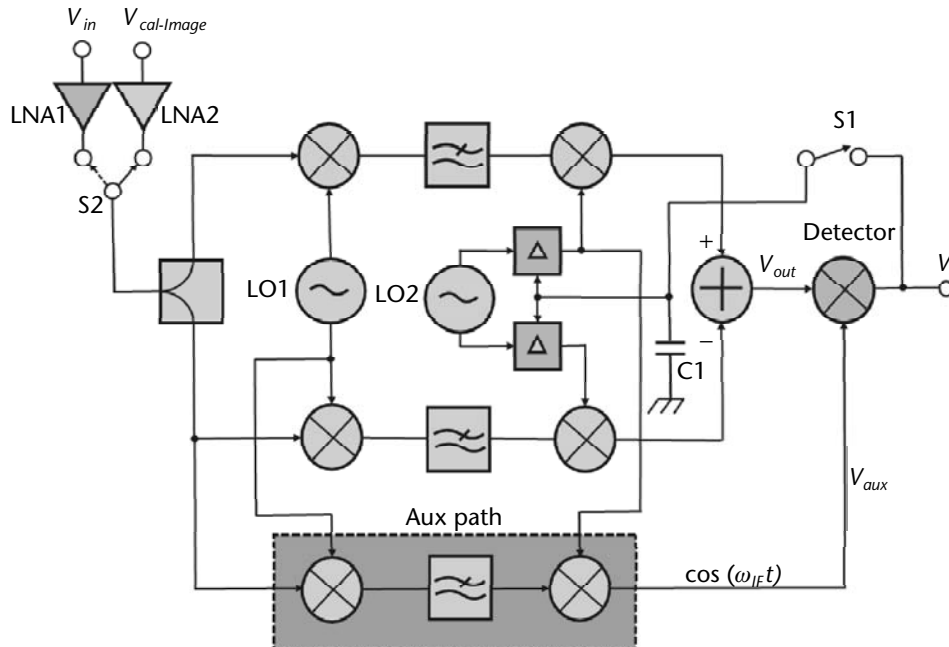 V_in
V_cal-Image
LNA1
LNA2
S2
S1
LO1
LO2
Δ
Δ
C1
+
−
V_out
Detector
V
V_aux
Aux path
cos (ω_IF t)